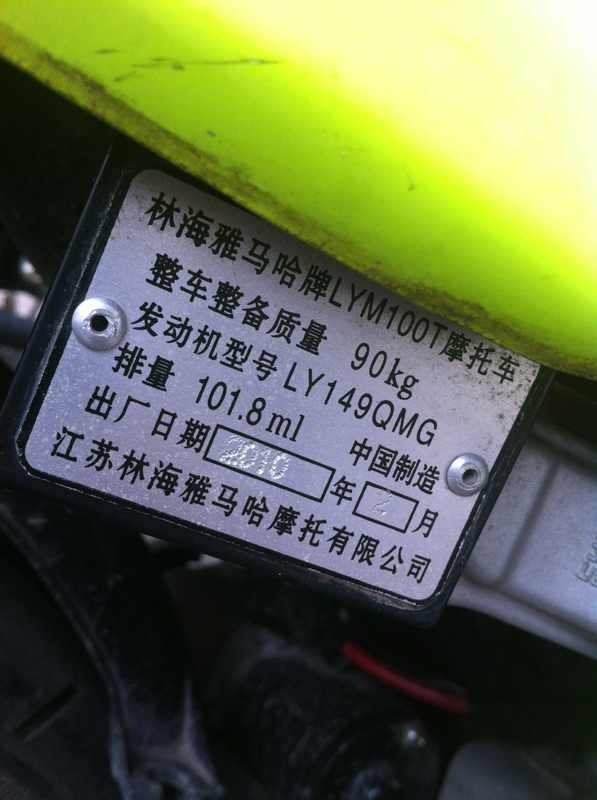 林海雅马哈牌LYM100T摩托车
整车整备质量 90kg
发动机型号LY149QMG
排量 101.8ml 中国制造
出厂日期 2010 年 2 月
江苏林海雅马哈摩托有限公司